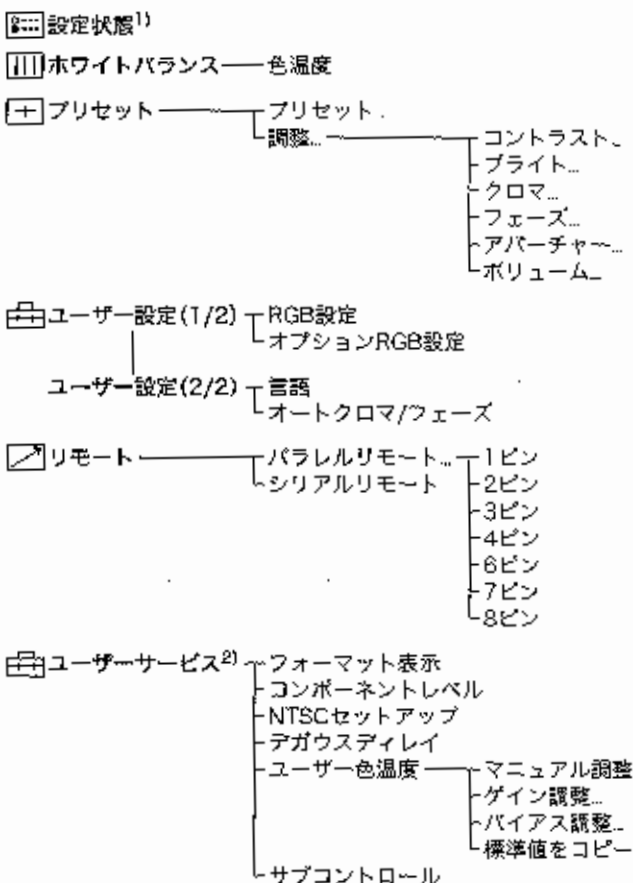 設定状態1)
ホワイトバランス 色温度
プリセット プリセット
調整... コントラスト...
ブライト...
クロマ...
フェーズ...
アパーチャー...
ボリューム...
ユーザー設定(1/2) RGB設定
オプションRGB設定
ユーザー設定(2/2) 言語
オートクロマ/フェーズ
リモート パラレルリモート... 1ピン
シリアルリモート 2ピン
3ピン
4ピン
6ピン
7ピン
8ピン
ユーザーサービス2) フォーマット表示
コンポーネントレベル
NTSCセットアップ
デガウスディレイ
ユーザー色温度 マニュアル調整
ゲイン調整...
バイアス調整...
標準値をコピー
サブコントロール